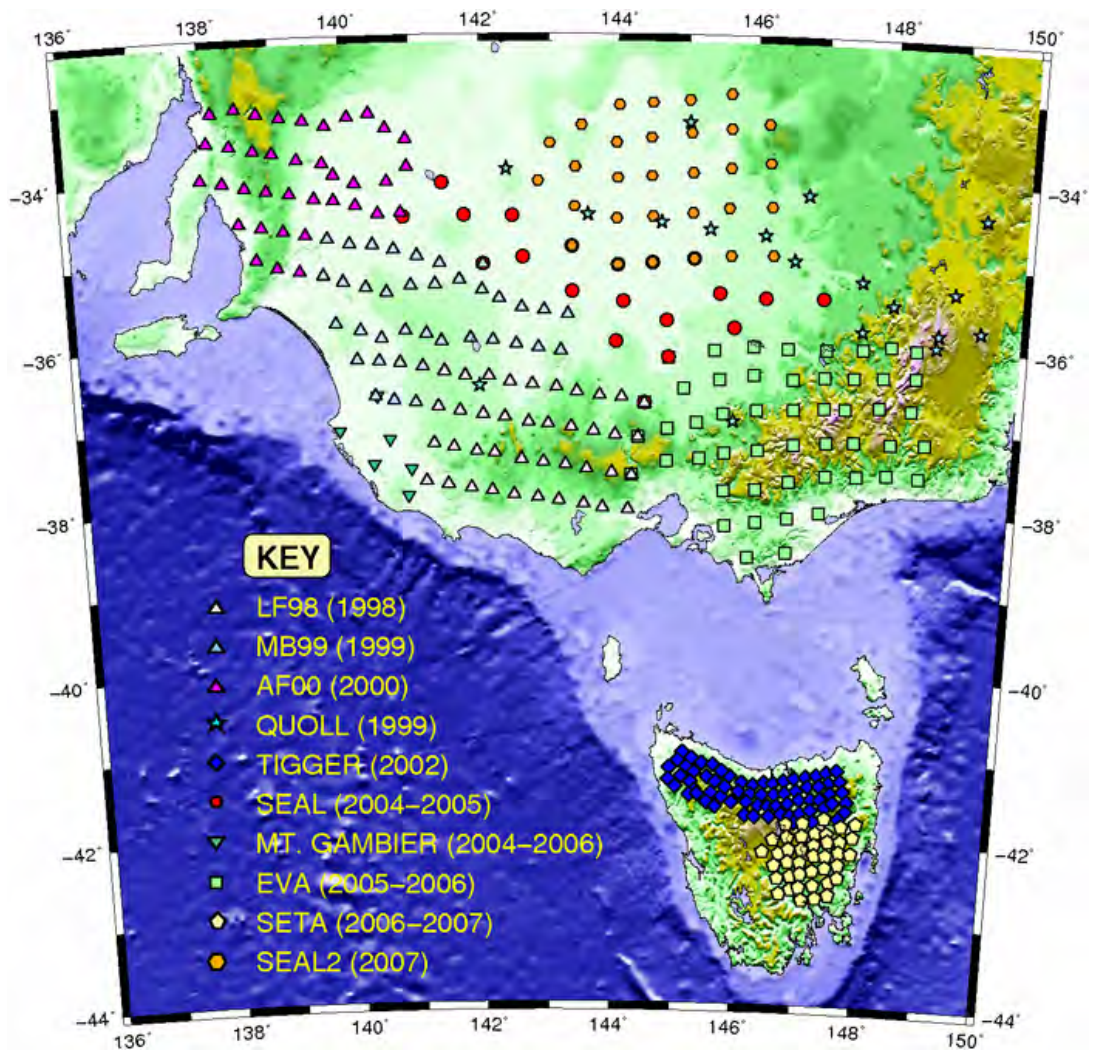 136° 138° 140° 142° 144° 146° 148° 150°
−34° −34°
−36° −36°
−38° −38°
KEY
LF98 (1998)
MB99 (1999)
−40° −40°
AF00 (2000)
QUOLL (1999)
TIGGER (2002)
SEAL (2004−2005)
MT. GAMBIER (2004−2006)
−42° −42°
EVA (2005−2006)
SETA (2006−2007)
SEAL2 (2007)
−44° −44°
136° 138° 140° 142° 144° 146° 148° 150°